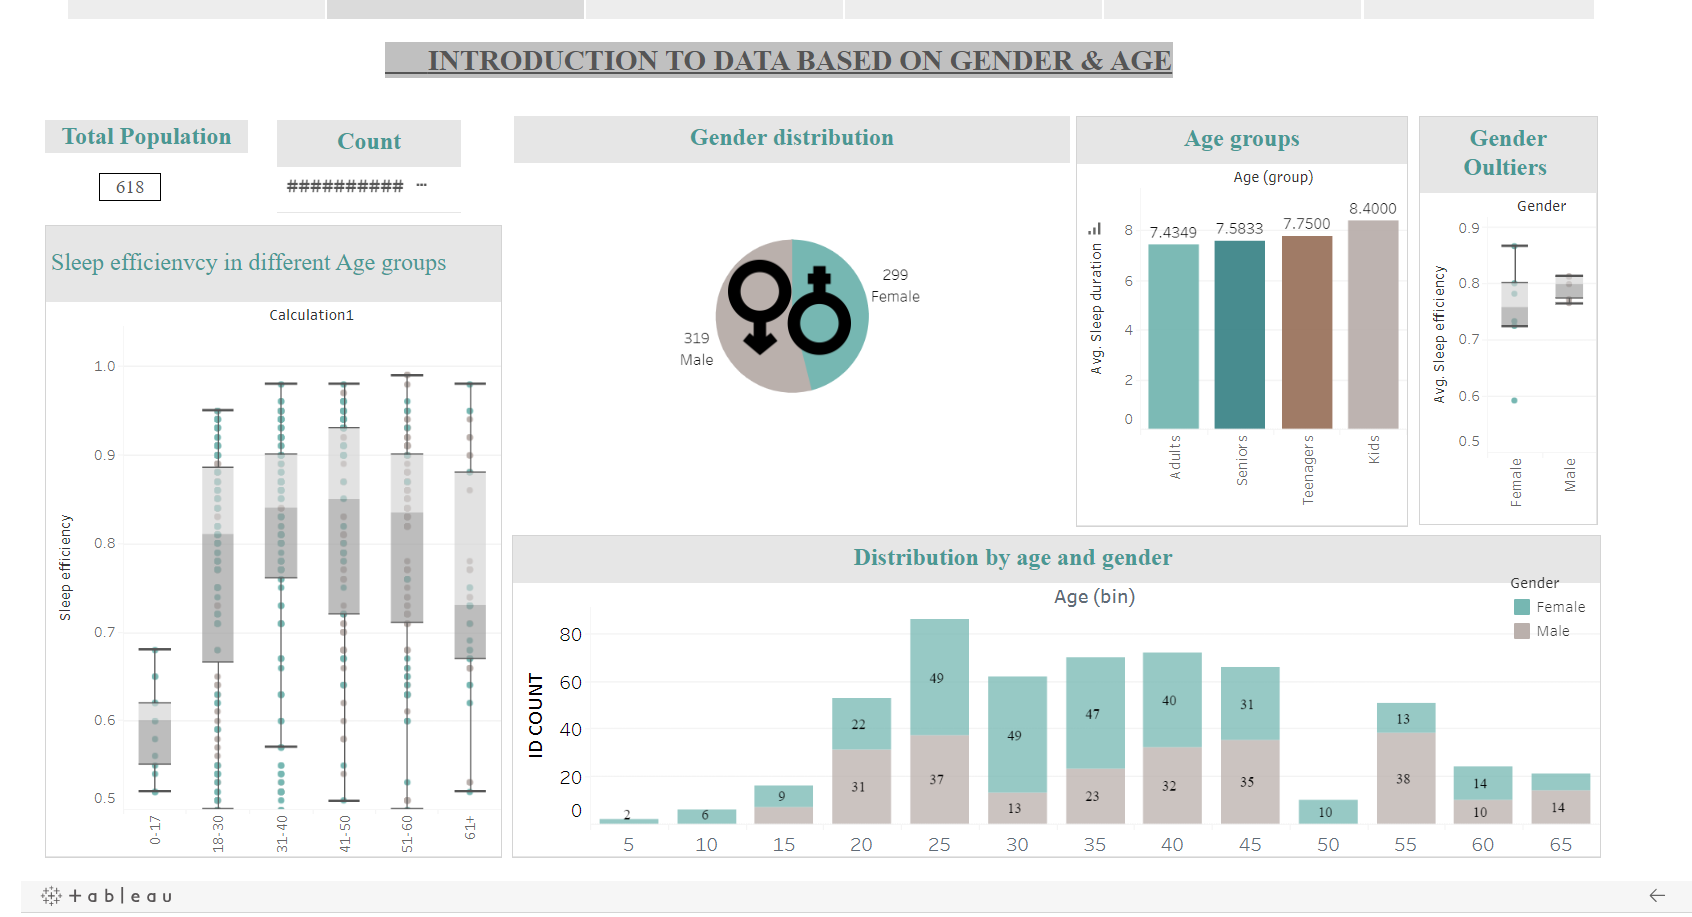 INTRODUCTION TO DATA BASED ON GENDER & AGE
Total Population
618
Count
########## ...
Gender distribution
299
Female
319
Male
Age groups
Age (group)
Avg. Sleep duration
8
6
4
2
0
7.4349
7.5833
7.7500
8.4000
Adults
Seniors
Teenagers
Kids
Gender
Oultiers
Gender
Avg. Sleep efficiency
0.9
0.8
0.7
0.6
0.5
Female
Male
Sleep efficienvcy in different Age groups
Calculation1
Sleep efficiency
1.0
0.9
0.8
0.7
0.6
0.5
0-17
18-30
31-40
41-50
51-60
61+
Distribution by age and gender
Age (bin)
Gender
Female
Male
ID COUNT
80
60
40
20
0
2
6
9
22
31
49
37
49
13
47
23
40
32
31
35
10
13
38
14
10
14
5 10 15 20 25 30 35 40 45 50 55 60 65
+ableau